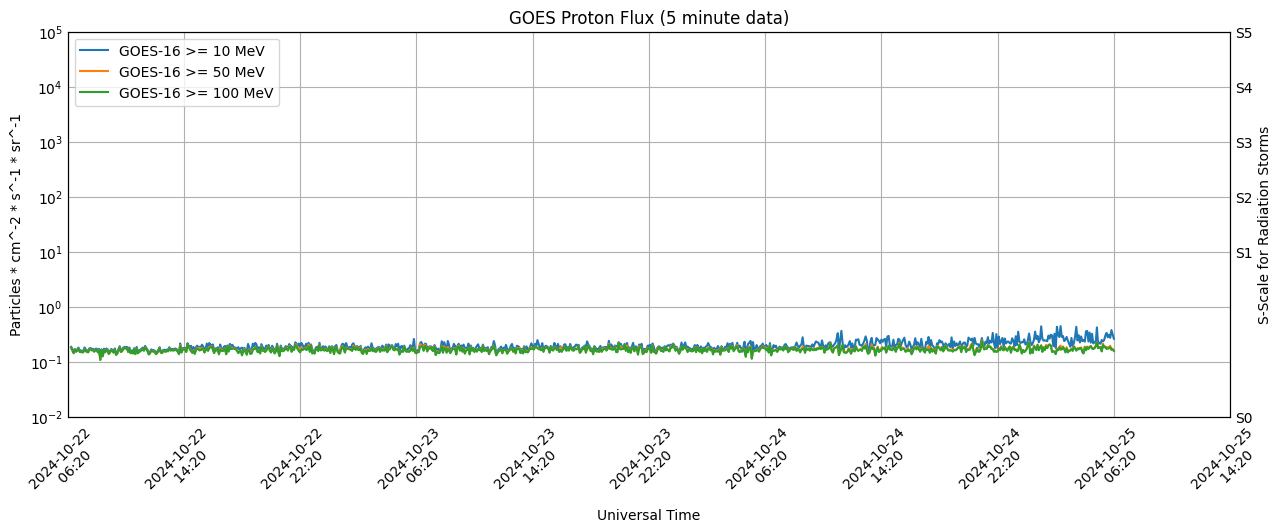 GOES Proton Flux (5 minute data)
GOES-16 >= 10 MeV
GOES-16 >= 50 MeV
GOES-16 >= 100 MeV
Particles * cm^-2 * s^-1 * sr^-1
10^5
10^4
10^3
10^2
10^1
10^0
10^-1
10^-2
S5
S4
S3
S2
S1
S0
S-Scale for Radiation Storms
2024-10-22
06:20
2024-10-22
14:20
2024-10-22
22:20
2024-10-23
06:20
2024-10-23
14:20
2024-10-23
22:20
2024-10-24
06:20
2024-10-24
14:20
2024-10-24
22:20
2024-10-25
06:20
2024-10-25
14:20
Universal Time